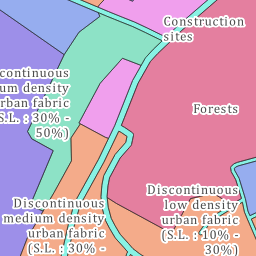 Construction
sites
continuous
um density
rban fabric
S.L. : 30% -
50%)
Forests
Discontinuous
medium density
urban fabric
(S.L. : 30% -
Discontinuous
low density
urban fabric
(S.L. : 10% -
30%)